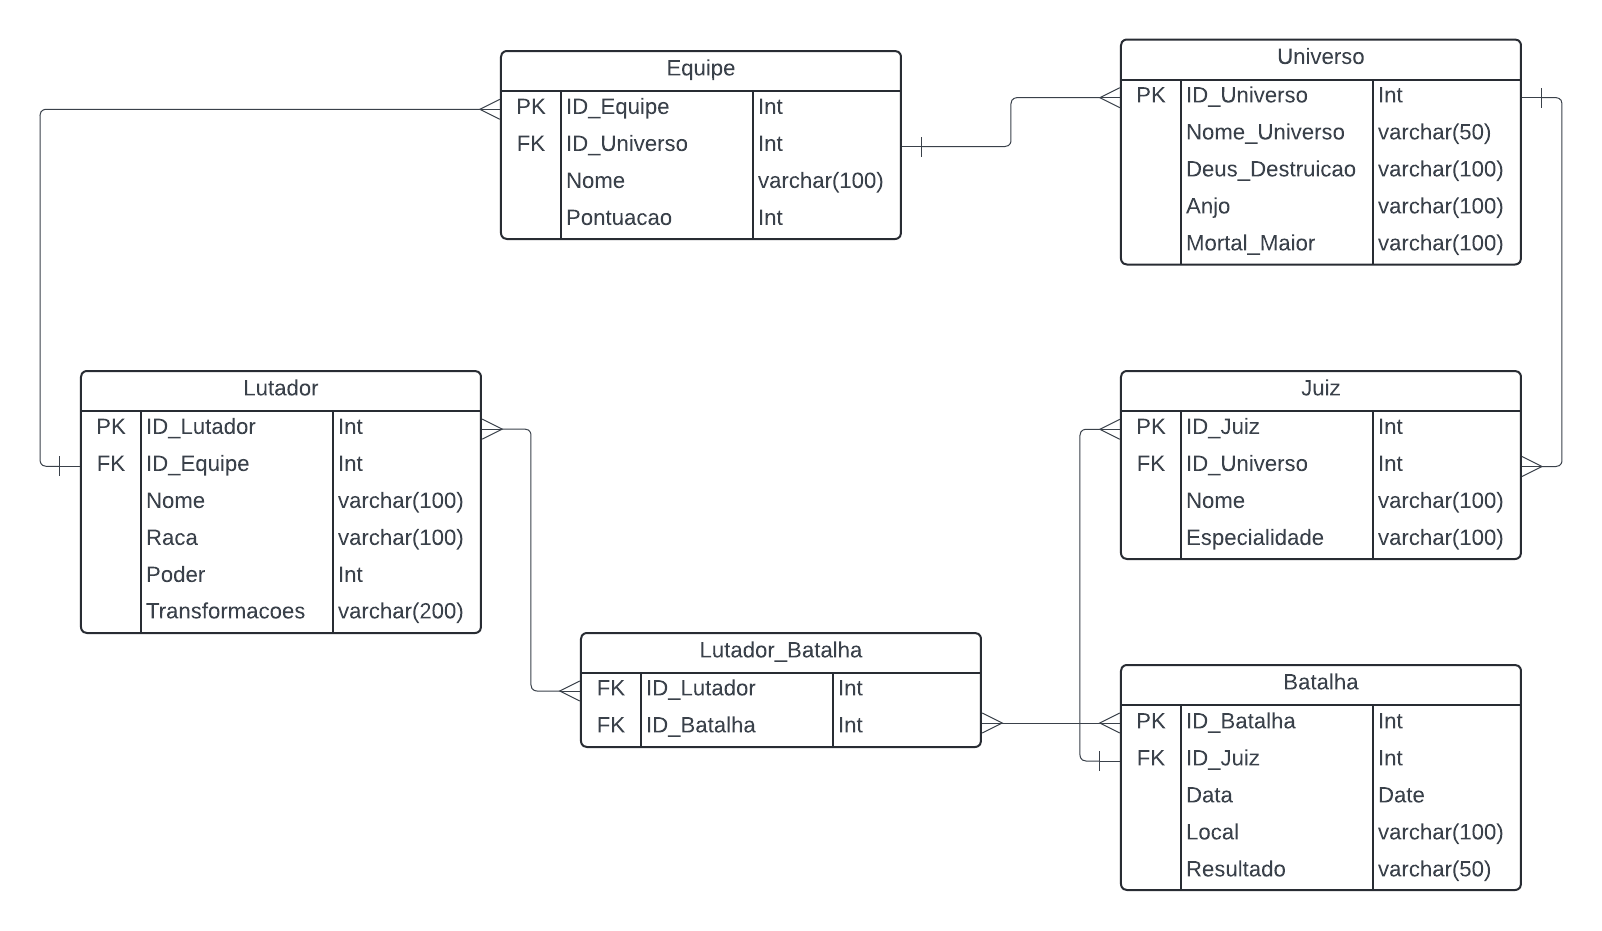 Equipe
PK ID_Equipe Int
FK ID_Universo Int
Nome varchar(100)
Pontuacao Int
Universo
PK ID_Universo Int
Nome_Universo varchar(50)
Deus_Destruicao varchar(100)
Anjo varchar(100)
Mortal_Maior varchar(100)
Lutador
PK ID_Lutador Int
FK ID_Equipe Int
Nome varchar(100)
Raca varchar(100)
Poder Int
Transformacoes varchar(200)
Juiz
PK ID_Juiz Int
FK ID_Universo Int
Nome varchar(100)
Especialidade varchar(100)
Lutador_Batalha
FK ID_Lutador Int
FK ID_Batalha Int
Batalha
PK ID_Batalha Int
FK ID_Juiz Int
Data Date
Local varchar(100)
Resultado varchar(50)